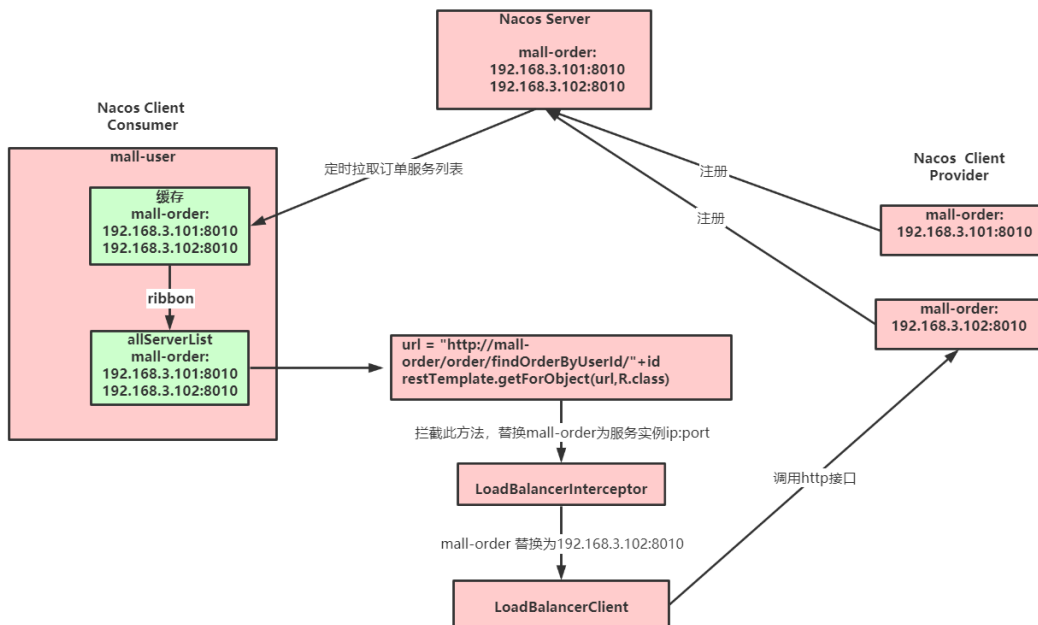 Nacos Server
mall-order:
192.168.3.101:8010
192.168.3.102:8010
Nacos Client
Consumer
mall-user
定时拉取订单服务列表
注册
注册
Nacos Client
Provider
缓存
mall-order:
192.168.3.101:8010
192.168.3.102:8010
mall-order:
192.168.3.101:8010
ribbon
mall-order:
192.168.3.102:8010
allServerList
mall-order:
192.168.3.101:8010
192.168.3.102:8010
url = "http://mall-
order/order/findOrderByUserId/"+id
restTemplate.getForObject(url,R.class)
拦截此方法，替换mall-order为服务实例ip:port
LoadBalancerInterceptor
调用http接口
mall-order 替换为192.168.3.102:8010
LoadBalancerClient